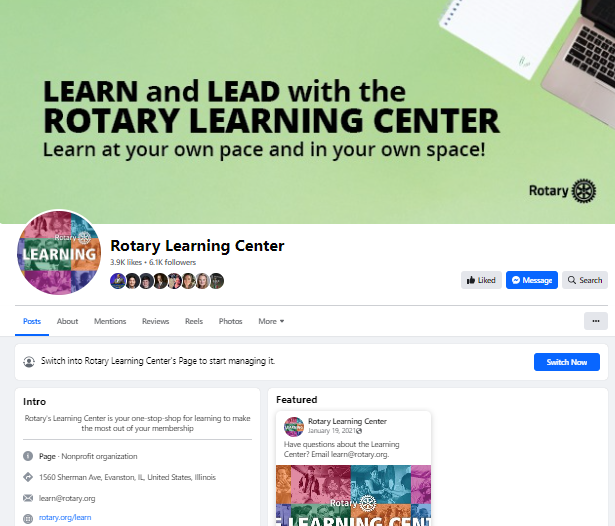 LEARN and LEAD with the
ROTARY LEARNING CENTER
Learn at your own pace and in your own space!
Rotary
Rotary
LEARNING
Rotary Learning Center
3.9K likes • 6.1K followers
Liked
Message
Search
Posts
About
Mentions
Reviews
Reels
Photos
More
Switch into Rotary Learning Center's Page to start managing it.
Switch Now
Intro
Rotary's Learning Center is your one-stop-shop for learning to make
the most out of your membership
Page · Nonprofit organization
1560 Sherman Ave, Evanston, IL, United States, Illinois
learn@rotary.org
rotary.org/learn
Featured
Rotary Learning Center
January 19, 2021
Have questions about the Learning
Center? Email learn@rotary.org.
Rotary
E LEARNING CENT